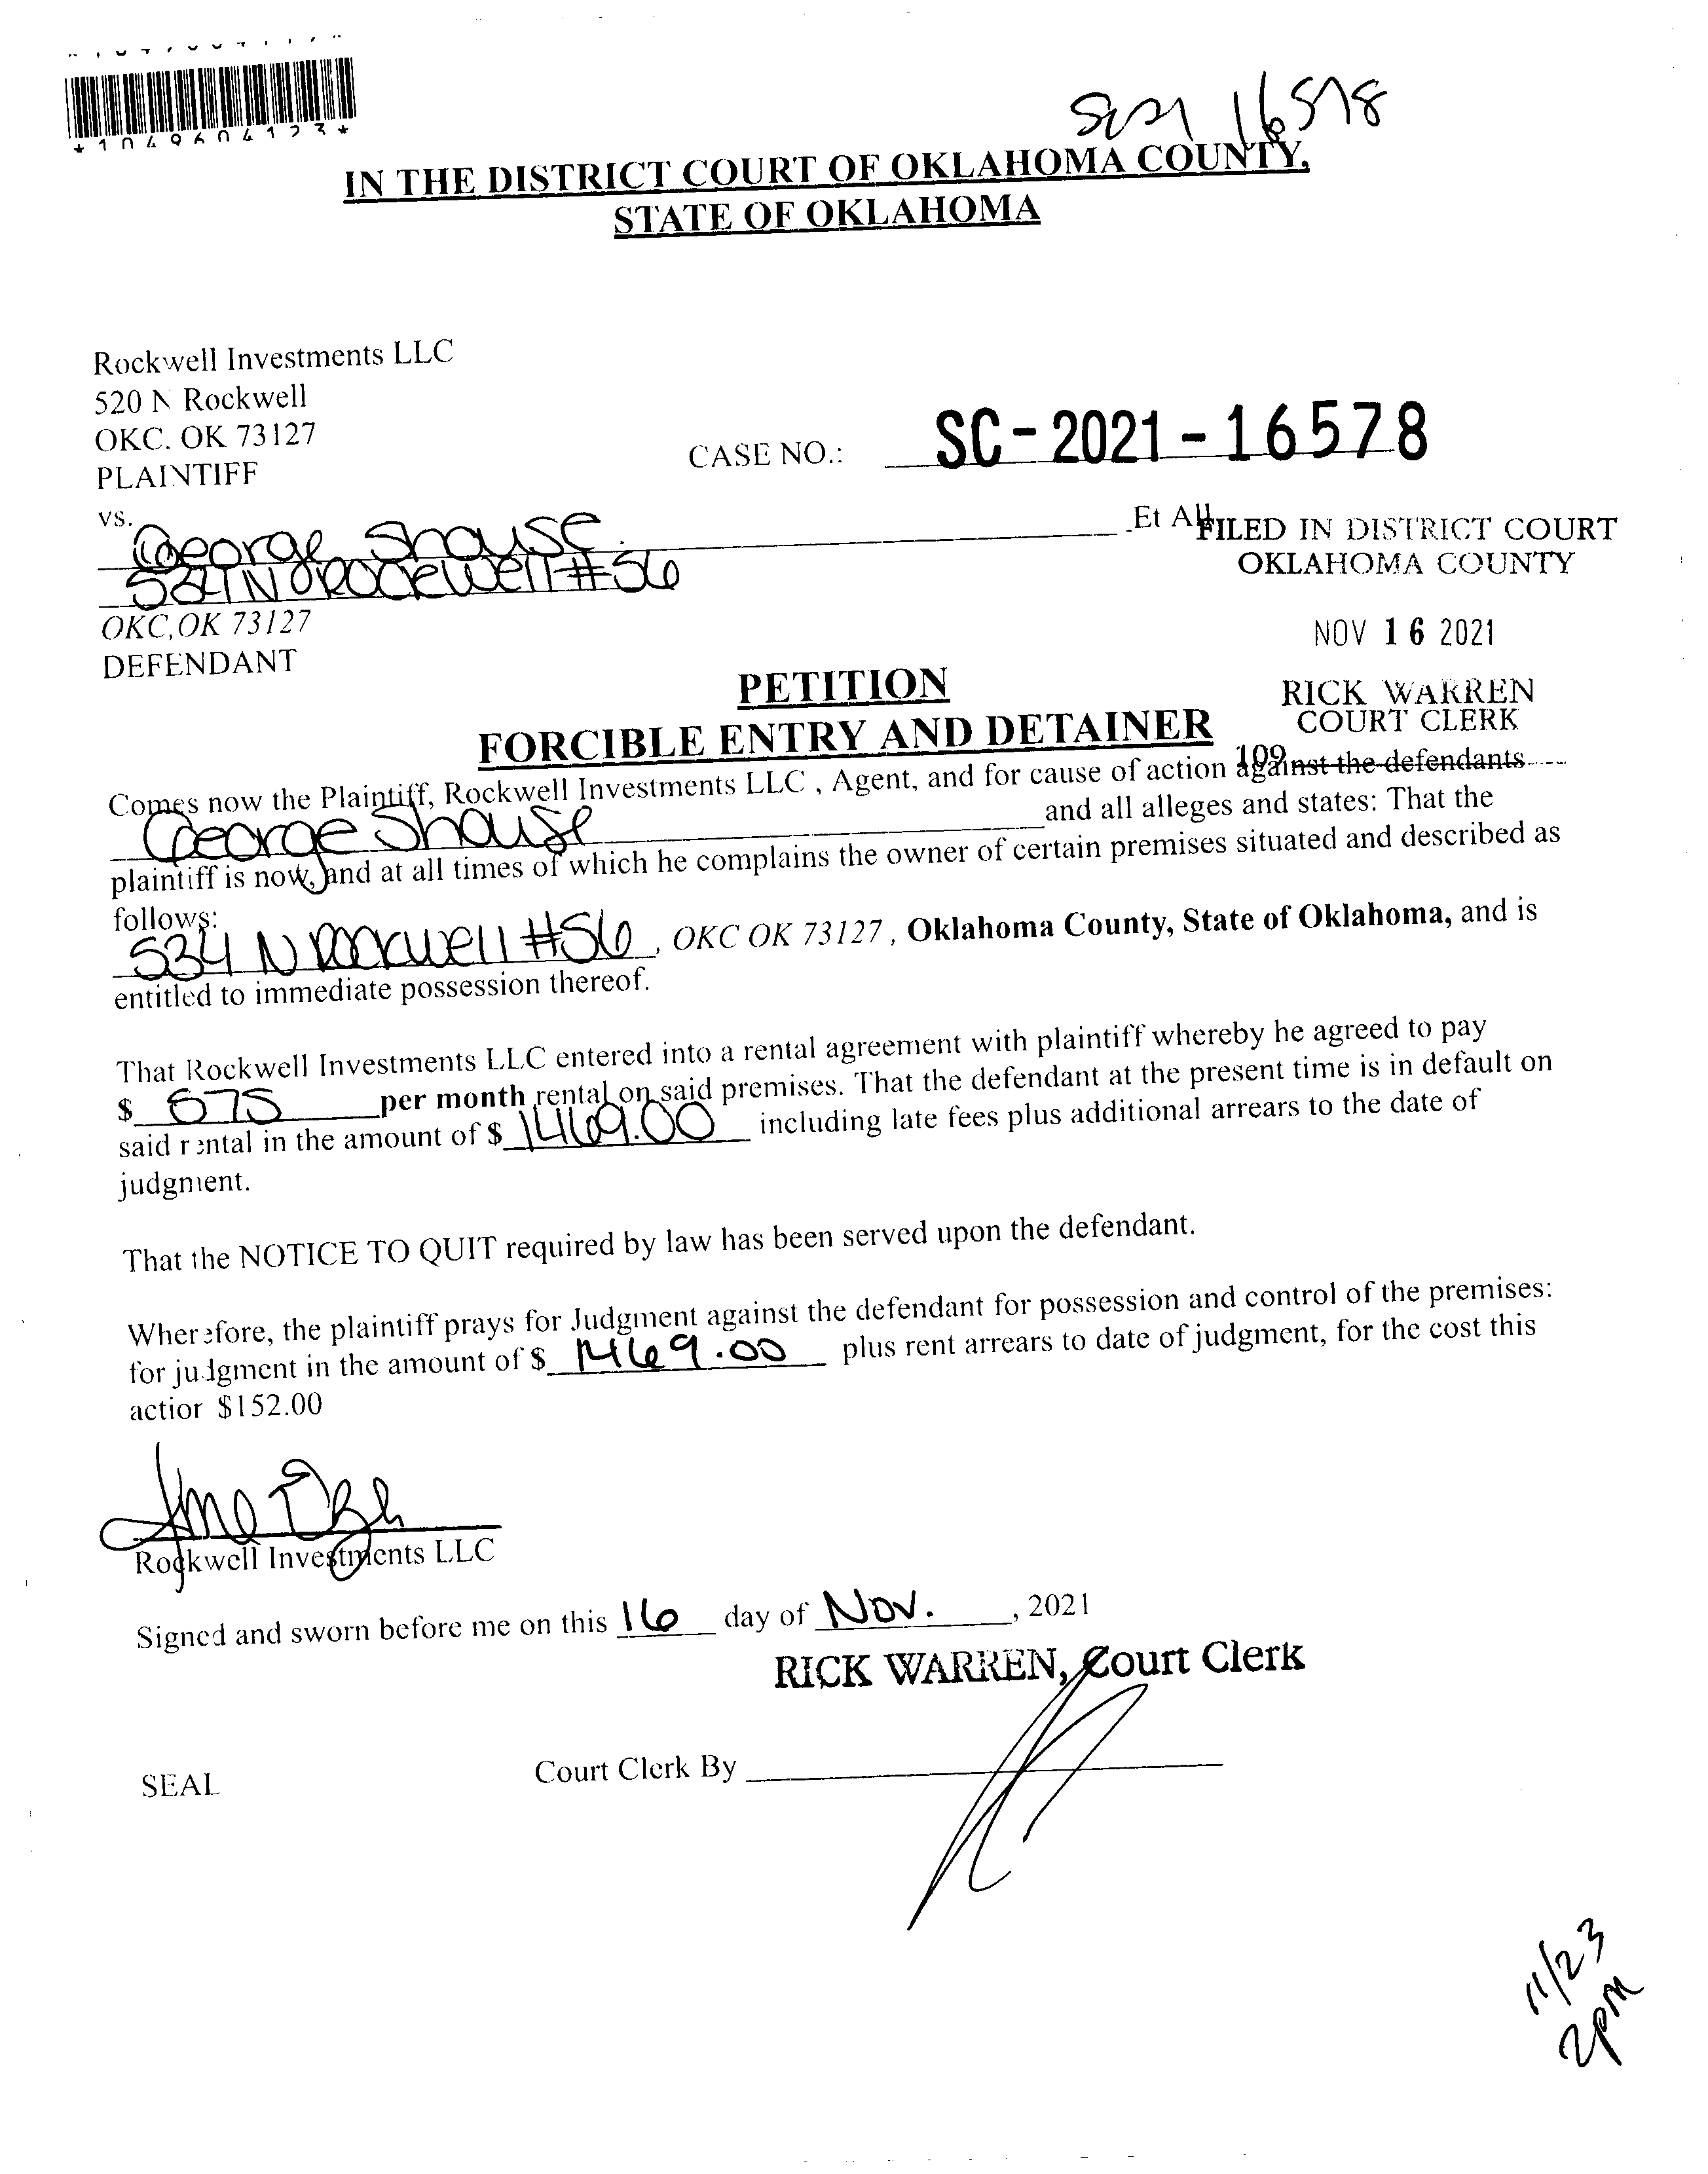 *1049604123*
SC21 16578
IN THE DISTRICT COURT OF OKLAHOMA COUNTY,
STATE OF OKLAHOMA
Rockwell Investments LLC
520 N Rockwell
OKC. OK 73127
PLAINTIFF
CASE NO.: SC-2021-16578
vs.
George Shouse Et All
534 N Rockwell #56
OKC, OK 73127
DEFENDANT
FILED IN DISTRICT COURT
OKLAHOMA COUNTY
NOV 16 2021
RICK WARREN
COURT CLERK
109
PETITION
FORCIBLE ENTRY AND DETAINER
Comes now the Plaintiff, Rockwell Investments LLC , Agent, and for cause of action against the defendants
George Shouse and all alleges and states: That the
plaintiff is now, and at all times of which he complains the owner of certain premises situated and described as
follows:
534 N Rockwell #56 , OKC OK 73127 , Oklahoma County, State of Oklahoma, and is
entitled to immediate possession thereof.
That Rockwell Investments LLC entered into a rental agreement with plaintiff whereby he agreed to pay
$ 675 per month rental on said premises. That the defendant at the present time is in default on
said rental in the amount of $ 1469.00 including late fees plus additional arrears to the date of
judgment.
That the NOTICE TO QUIT required by law has been served upon the defendant.
Wherefore, the plaintiff prays for Judgment against the defendant for possession and control of the premises:
for judgment in the amount of $ 1469.00 plus rent arrears to date of judgment, for the cost this
action $152.00
Rockwell Investments LLC
Signed and sworn before me on this 16 day of Nov. , 2021
RICK WARREN, Court Clerk
SEAL
Court Clerk By
11/23
2pm